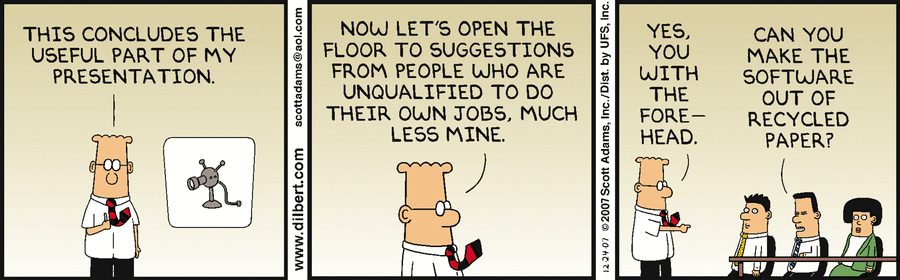 THIS CONCLUDES THE
USEFUL PART OF MY
PRESENTATION.
www.dilbert.com scottadams@aol.com
NOW LET'S OPEN THE
FLOOR TO SUGGESTIONS
FROM PEOPLE WHO ARE
UNQUALIFIED TO DO
THEIR OWN JOBS, MUCH
LESS MINE.
12-24-07 © 2007 Scott Adams, Inc./Dist. by UFS, Inc.
YES,
YOU
WITH
THE
FORE-
HEAD.
CAN YOU
MAKE THE
SOFTWARE
OUT OF
RECYCLED
PAPER?